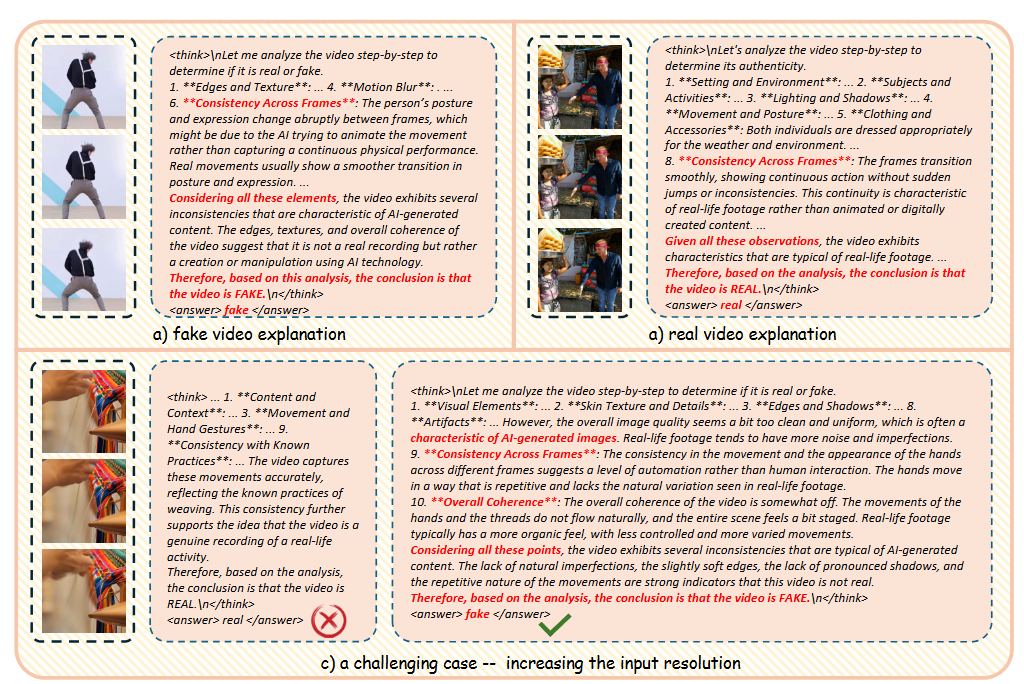 <think>\nLet me analyze the video step-by-step to
determine if it is real or fake.
1. **Edges and Texture**: ... 4. **Motion Blur**: . ...
6. **Consistency Across Frames**: The person's posture
and expression change abruptly between frames, which
might be due to the AI trying to animate the movement
rather than capturing a continuous physical performance.
Real movements usually show a smoother transition in
posture and expression. ...
Considering all these elements, the video exhibits several
inconsistencies that are characteristic of AI-generated
content. The edges, textures, and overall coherence of
the video suggest that it is not a real recording but rather
a creation or manipulation using AI technology.
Therefore, based on this analysis, the conclusion is that
the video is FAKE.\n</think>
<answer> fake </answer>
a) fake video explanation
<think>\nLet's analyze the video step-by-step to
determine its authenticity.
1. **Setting and Environment**: ... 2. **Subjects and
Activities**: ... 3. **Lighting and Shadows**: ... 4.
**Movement and Posture**: ... 5. **Clothing and
Accessories**: Both individuals are dressed appropriately
for the weather and environment. ...
8. **Consistency Across Frames**: The frames transition
smoothly, showing continuous action without sudden
jumps or inconsistencies. This continuity is characteristic
of real-life footage rather than animated or digitally
created content. ...
Given all these observations, the video exhibits
characteristics that are typical of real-life footage. ...
Therefore, based on the analysis, the conclusion is that
the video is REAL.\n</think>
<answer> real </answer>
a) real video explanation
<think> ... 1. **Content and
Context**: ... 3. **Movement and
Hand Gestures**: ... 9.
**Consistency with Known
Practices**: ... The video captures
these movements accurately,
reflecting the known practices of
weaving. This consistency further
supports the idea that the video is a
genuine recording of a real-life
activity.
Therefore, based on the analysis,
the conclusion is that the video is
REAL.\n</think>
<answer> real </answer>
<think>\nLet me analyze the video step-by-step to determine if it is real or fake.
1. **Visual Elements**: ... 2. **Skin Texture and Details**: ... 3. **Edges and Shadows**: ... 8.
**Artifacts**: ... However, the overall image quality seems a bit too clean and uniform, which is often a
characteristic of AI-generated images. Real-life footage tends to have more noise and imperfections.
9. **Consistency Across Frames**: The consistency in the movement and the appearance of the hands
across different frames suggests a level of automation rather than human interaction. The hands move
in a way that is repetitive and lacks the natural variation seen in real-life footage.
10. **Overall Coherence**: The overall coherence of the video is somewhat off. The movements of the
hands and the threads do not flow naturally, and the entire scene feels a bit staged. Real-life footage
typically has a more organic feel, with less controlled and more varied movements.
Considering all these points, the video exhibits several inconsistencies that are typical of AI-generated
content. The lack of natural imperfections, the slightly soft edges, the lack of pronounced shadows, and
the repetitive nature of the movements are strong indicators that this video is not real.
Therefore, based on the analysis, the conclusion is that the video is FAKE.\n</think>
<answer> fake </answer>
c) a challenging case -- increasing the input resolution